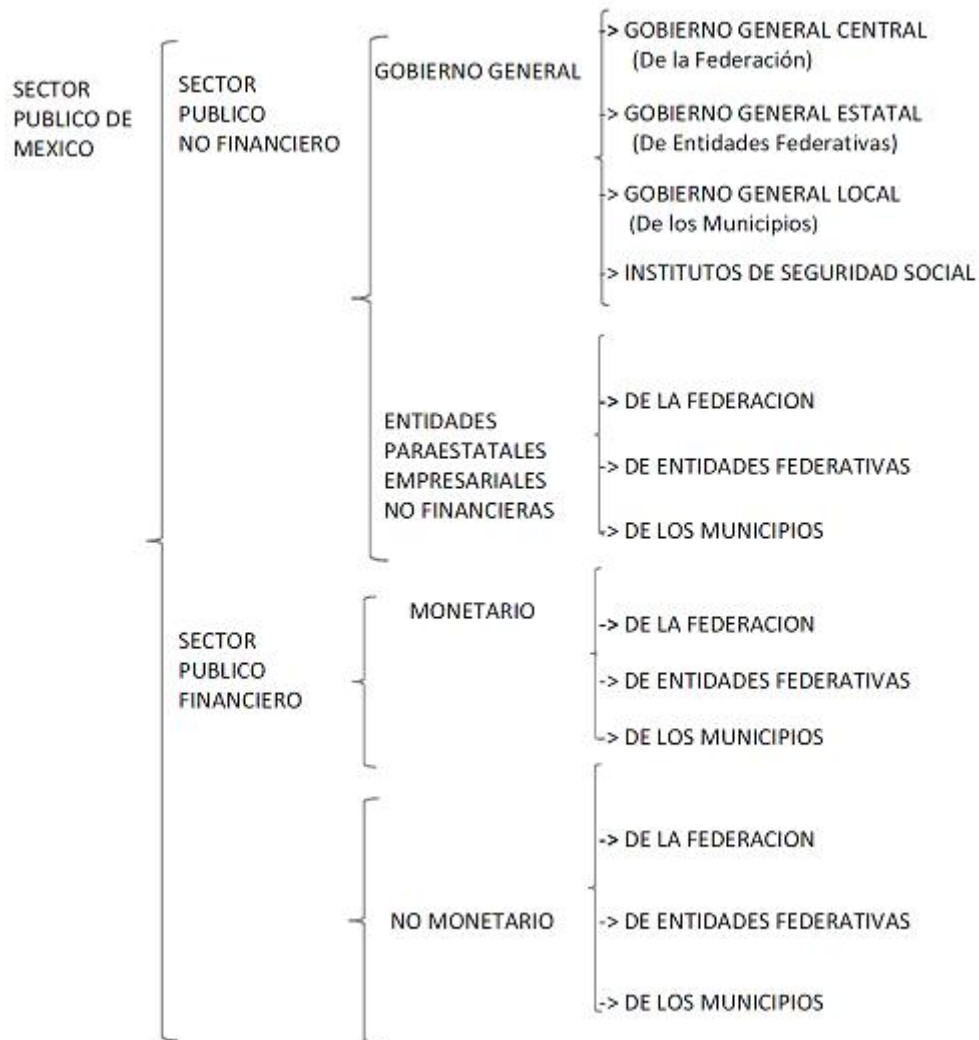 SECTOR
PUBLICO DE
MEXICO
SECTOR
PUBLICO
NO FINANCIERO
GOBIERNO GENERAL
-> GOBIERNO GENERAL CENTRAL
(De la Federación)
-> GOBIERNO GENERAL ESTATAL
(De Entidades Federativas)
-> GOBIERNO GENERAL LOCAL
(De los Municipios)
-> INSTITUTOS DE SEGURIDAD SOCIAL
ENTIDADES
PARAESTATALES
EMPRESARIALES
NO FINANCIERAS
-> DE LA FEDERACION
-> DE ENTIDADES FEDERATIVAS
-> DE LOS MUNICIPIOS
SECTOR
PUBLICO
FINANCIERO
MONETARIO
-> DE LA FEDERACION
-> DE ENTIDADES FEDERATIVAS
-> DE LOS MUNICIPIOS
NO MONETARIO
-> DE LA FEDERACION
-> DE ENTIDADES FEDERATIVAS
-> DE LOS MUNICIPIOS